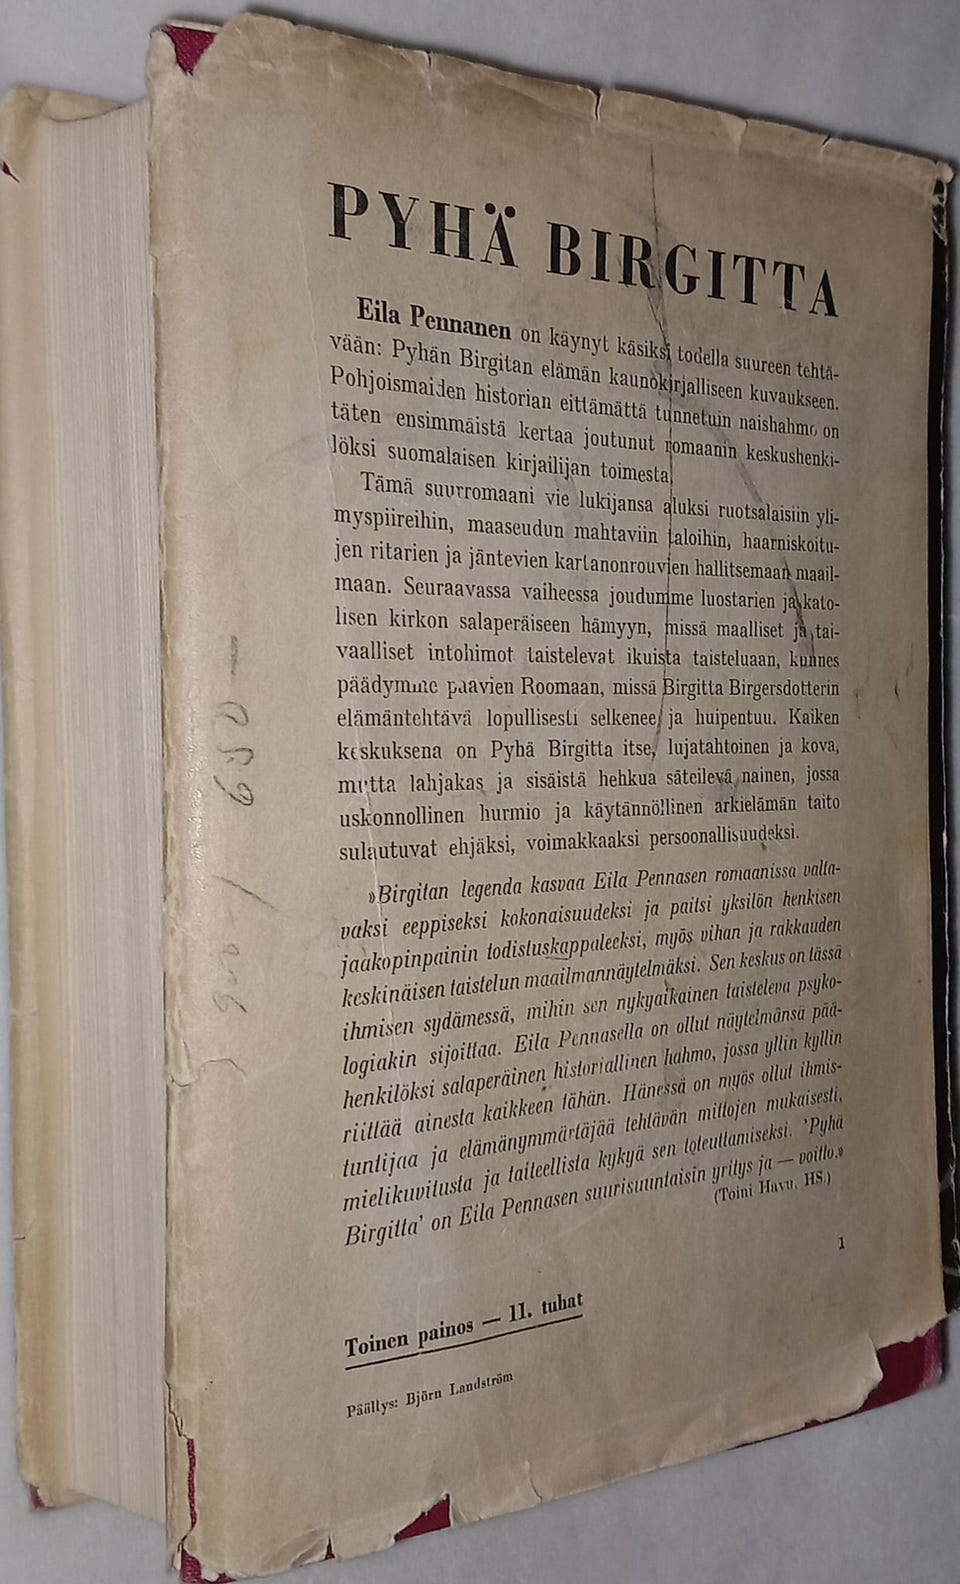 PYHÄ BIRGITTA
Eila Pennanen on käynyt käsiksi todella suureen tehtä-
vään: Pyhän Birgitan elämän kaunokirjalliseen kuvaukseen.
Pohjoismaiden historian eittämättä tunnetuin naishahmo on
täten ensimmäistä kertaa joutunut romaanin keskushenki-
löksi suomalaisen kirjailijan toimesta.
Tämä suurromaani vie lukijansa aluksi ruotsalaisiin yli-
myspiireihin, maaseudun mahtaviin taloihin, haarniskoitu-
jen ritarien ja jäntevien kartanonrouvien hallitsemaan maail-
maan. Seuraavassa vaiheessa joudumme luostarien ja kato-
lisen kirkon salaperäiseen hämyyn, missä maalliset ja tai-
vaalliset intohimot taistelevat ikuista taisteluaan, kunnes
päädymme paavien Roomaan, missä Birgitta Birgersdotterin
elämäntehtävä lopullisesti selkenee ja huipentuu. Kaiken
keskuksena on Pyhä Birgitta itse, lujatahtoinen ja kova,
mutta lahjakas ja sisäistä hehkua säteilevä nainen, jossa
uskonnollinen hurmio ja käytännöllinen arkielämän taito
sulautuvat ehjäksi, voimakkaaksi persoonallisuudeksi.
»Birgitan legenda kasvaa Eila Pennasen romaanissa valta-
vaksi eeppiseksi kokonaisuudeksi ja paitsi yksilön henkisen
jaakopinpainin todistuskappaleeksi, myös vihan ja rakkauden
keskinäisen taistelun maailmannäytelmäksi. Sen keskus on tässä
ihmisen sydämessä, mihin sen nykyaikainen taisteleva psyko-
logiakin sijoittaa. Eila Pennasella on ollut näytelmänsä pää-
henkilöksi salaperäinen historiallinen hahmo, jossa yllin kyllin
riittää ainesta kaikkeen tähän. Hänessä on myös ollut ihmis-
tuntijaa ja elämänymmärtäjää tehtävän mittojen mukaisesti,
mielikuvitusta ja taiteellista kykyä sen toteuttamiseksi. 'Pyhä
Birgitta' on Eila Pennasen suurisuuntaisin yritys ja — voitto.»
(Toini Havu, HS.)
1
Toinen painos — 11. tuhat
Päällys: Björn Landström